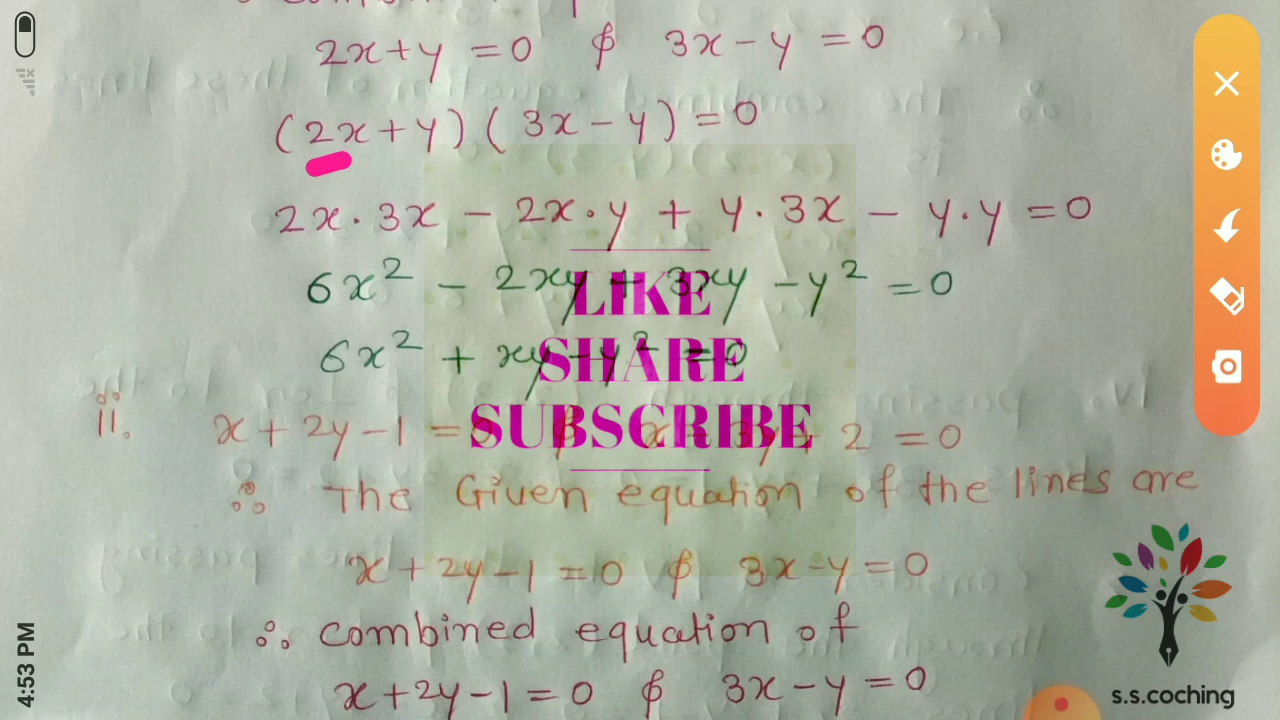 2x+y =0 & 3x-y =0
(2x+y)(3x-y)=0
2x·3x - 2x·y + y·3x - y·y =0
6x² - 2xy + 3xy -y² =0
6x² + xy -y² =0
ii. x+2y-1 =0 & x-3y+2 =0
∴ The Given equation of the lines are
x+2y-1=0 & 3x-y=0
∴ combined equation of
x+2y-1=0 & 3x-y=0
LIKE
SHARE
SUBSCRIBE
s.s.coching
4:53 PM